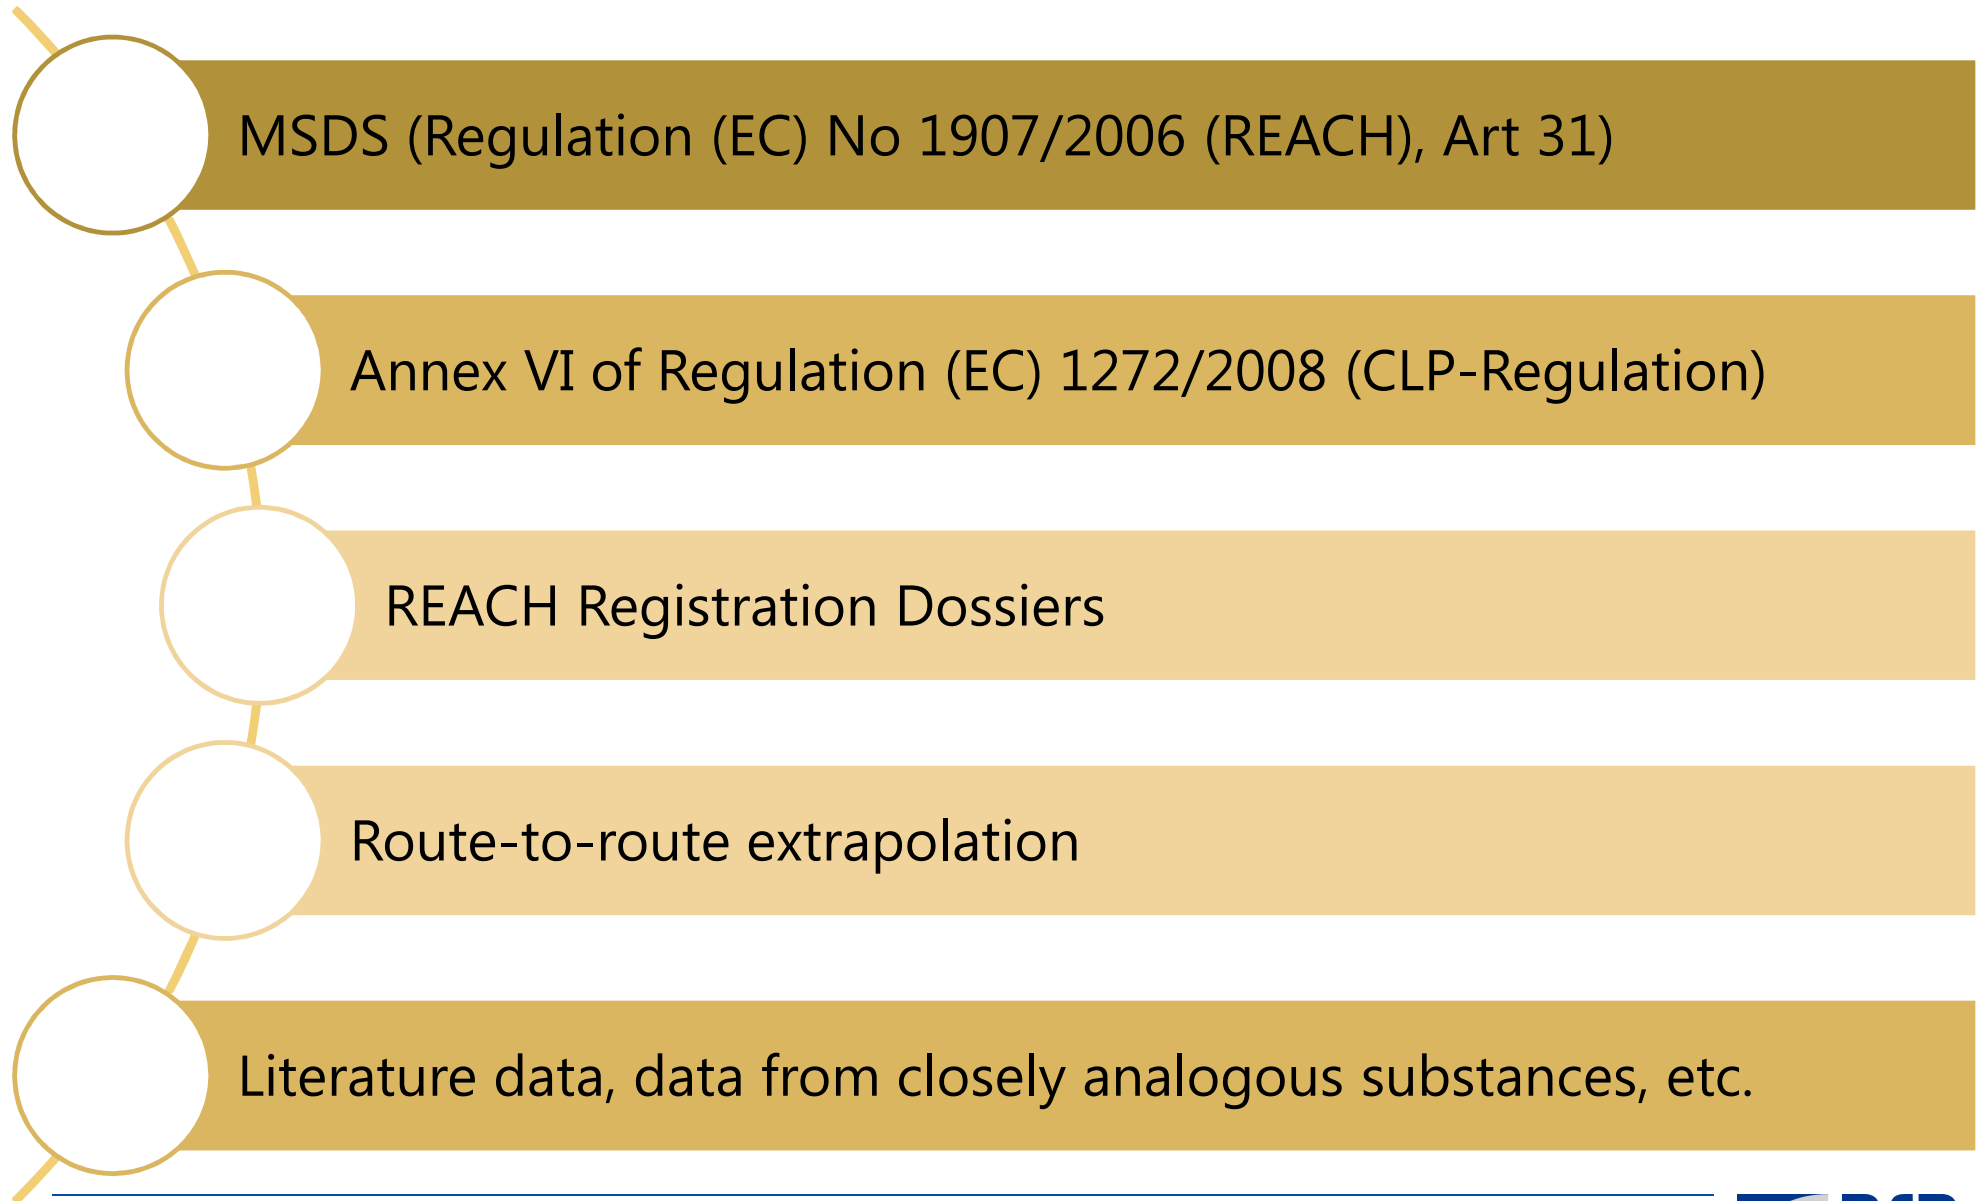 MSDS (Regulation (EC) No 1907/2006 (REACH), Art 31)
Annex VI of Regulation (EC) 1272/2008 (CLP-Regulation)
REACH Registration Dossiers
Route-to-route extrapolation
Literature data, data from closely analogous substances, etc.